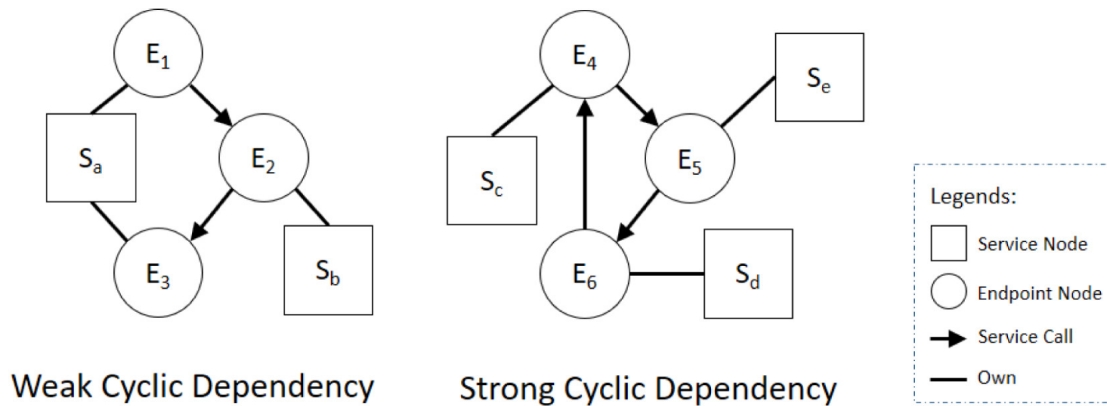 E1
Sa
E2
E3
Sb
Weak Cyclic Dependency
E4
Se
Sc
E5
E6
Sd
Strong Cyclic Dependency
Legends:
Service Node
Endpoint Node
Service Call
Own